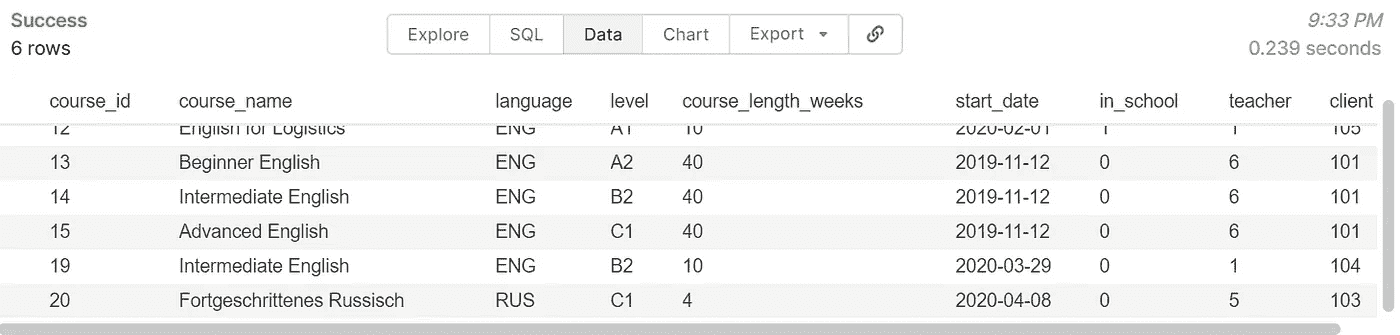 Success
6 rows
Explore SQL Data Chart Export
9:33 PM
0.239 seconds
course_id course_name language level course_length_weeks start_date in_school teacher client
12 English for Logistics ENG A1 10 2020-02-01 1 1 105
13 Beginner English ENG A2 40 2019-11-12 0 6 101
14 Intermediate English ENG B2 40 2019-11-12 0 6 101
15 Advanced English ENG C1 40 2019-11-12 0 6 101
19 Intermediate English ENG B2 10 2020-03-29 0 1 104
20 Fortgeschrittenes Russisch RUS C1 4 2020-04-08 0 5 103